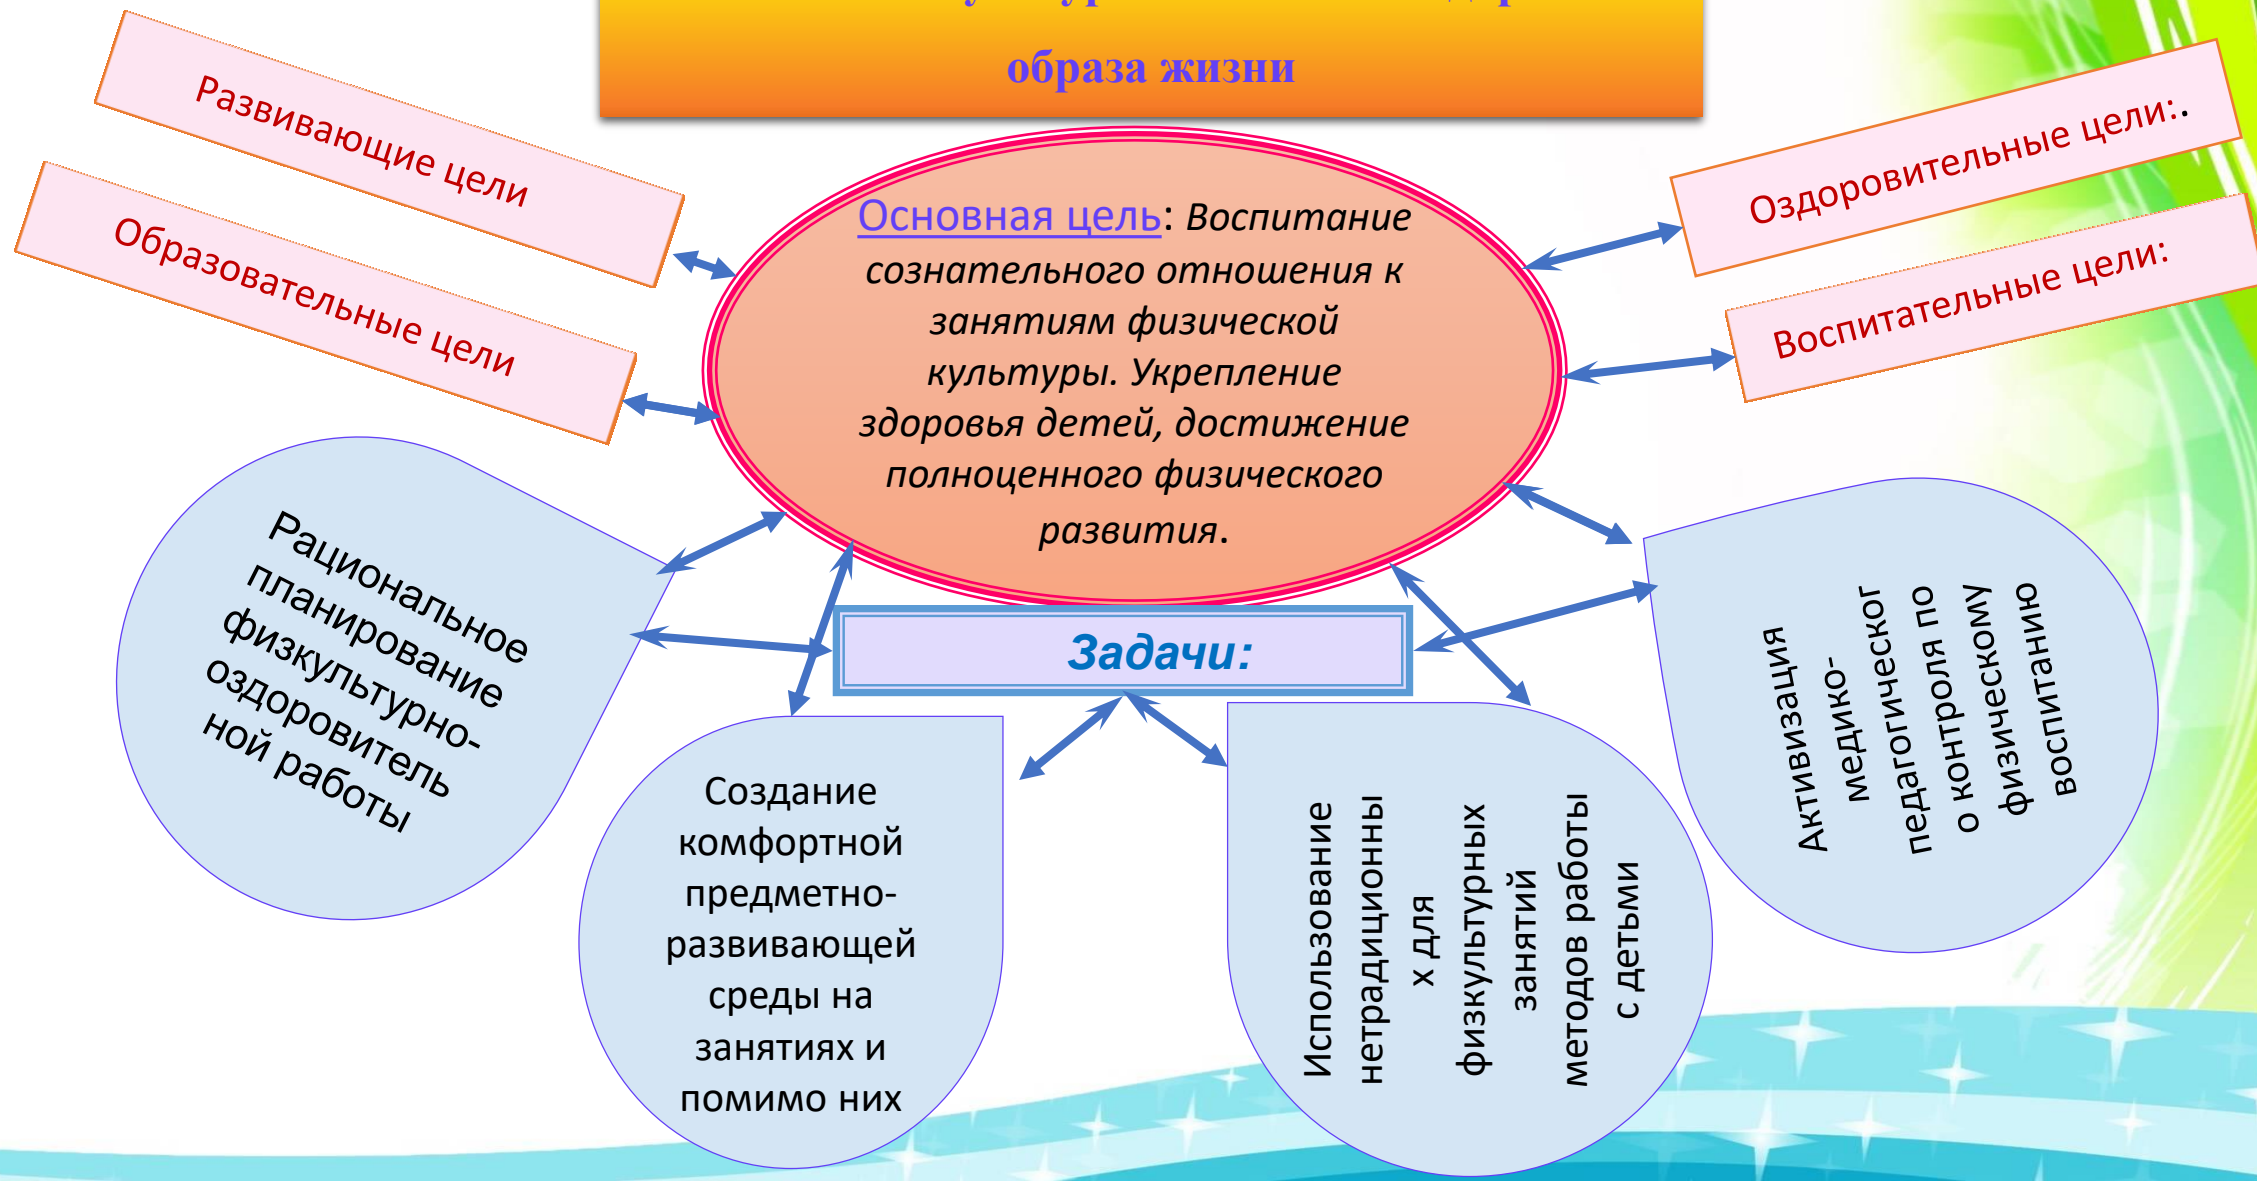 образа жизни
Развивающие цели
Образовательные цели
Оздоровительные цели:.
Воспитательные цели:
Основная цель: Воспитание
сознательного отношения к
занятиям физической
культуры. Укрепление
здоровья детей, достижение
полноценного физического
развития.
Задачи:
Рациональное
планирование
физкультурно-
оздоровитель
ной работы
Создание
комфортной
предметно-
развивающей
среды на
занятиях и
помимо них
Использование
нетрадиционны
х для
физкультурных
занятий
методов работы
с детьми
Активизация
медико-
педагогическог
о контроля по
физическому
воспитанию